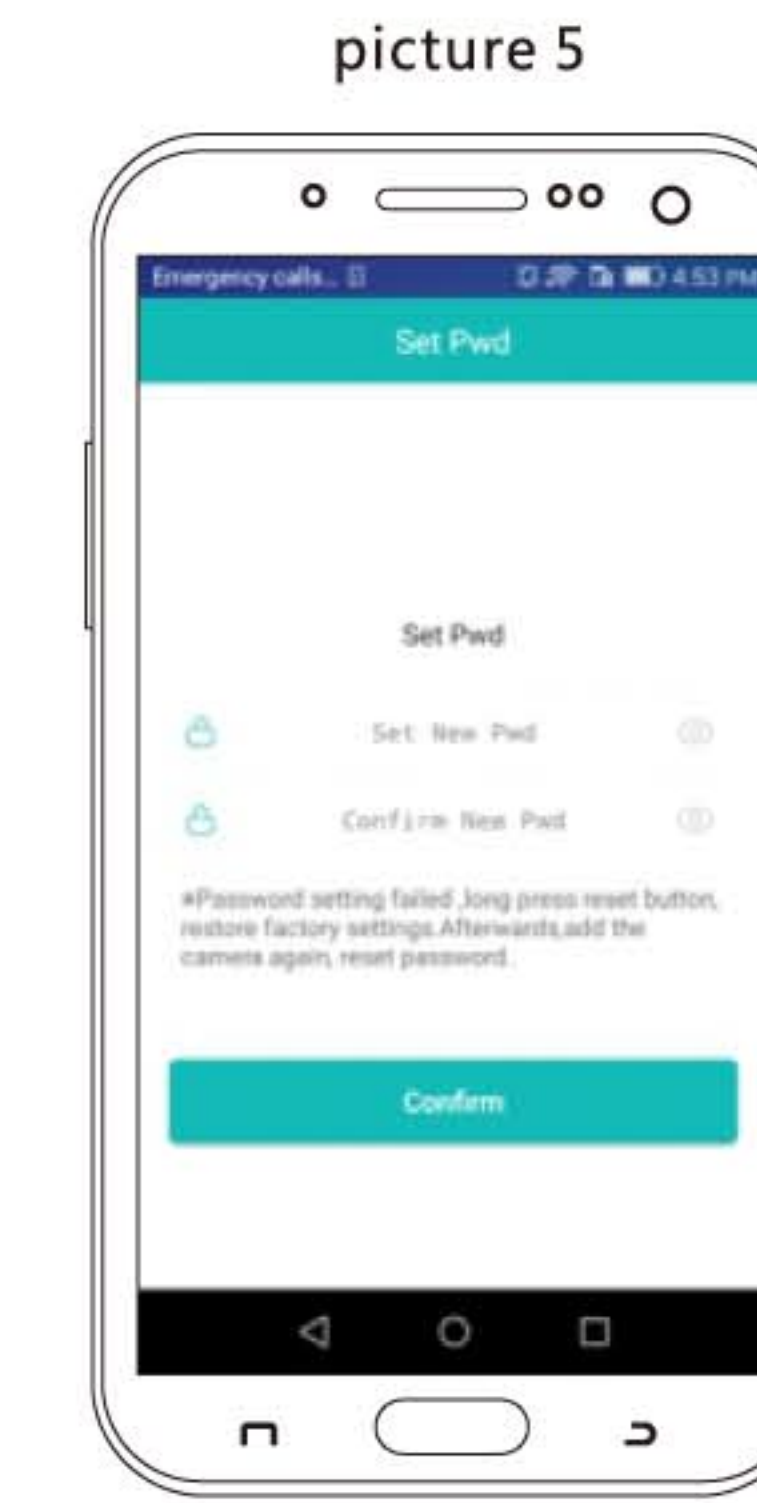 picture 5
Emergency calls... 4:53 PM
Set Pwd
Set Pwd
Set New Pwd
Confirm New Pwd
*Password setting failed ,long press reset button,
restore factory settings.Afterwards,add the
camera again, reset password.
Confirm